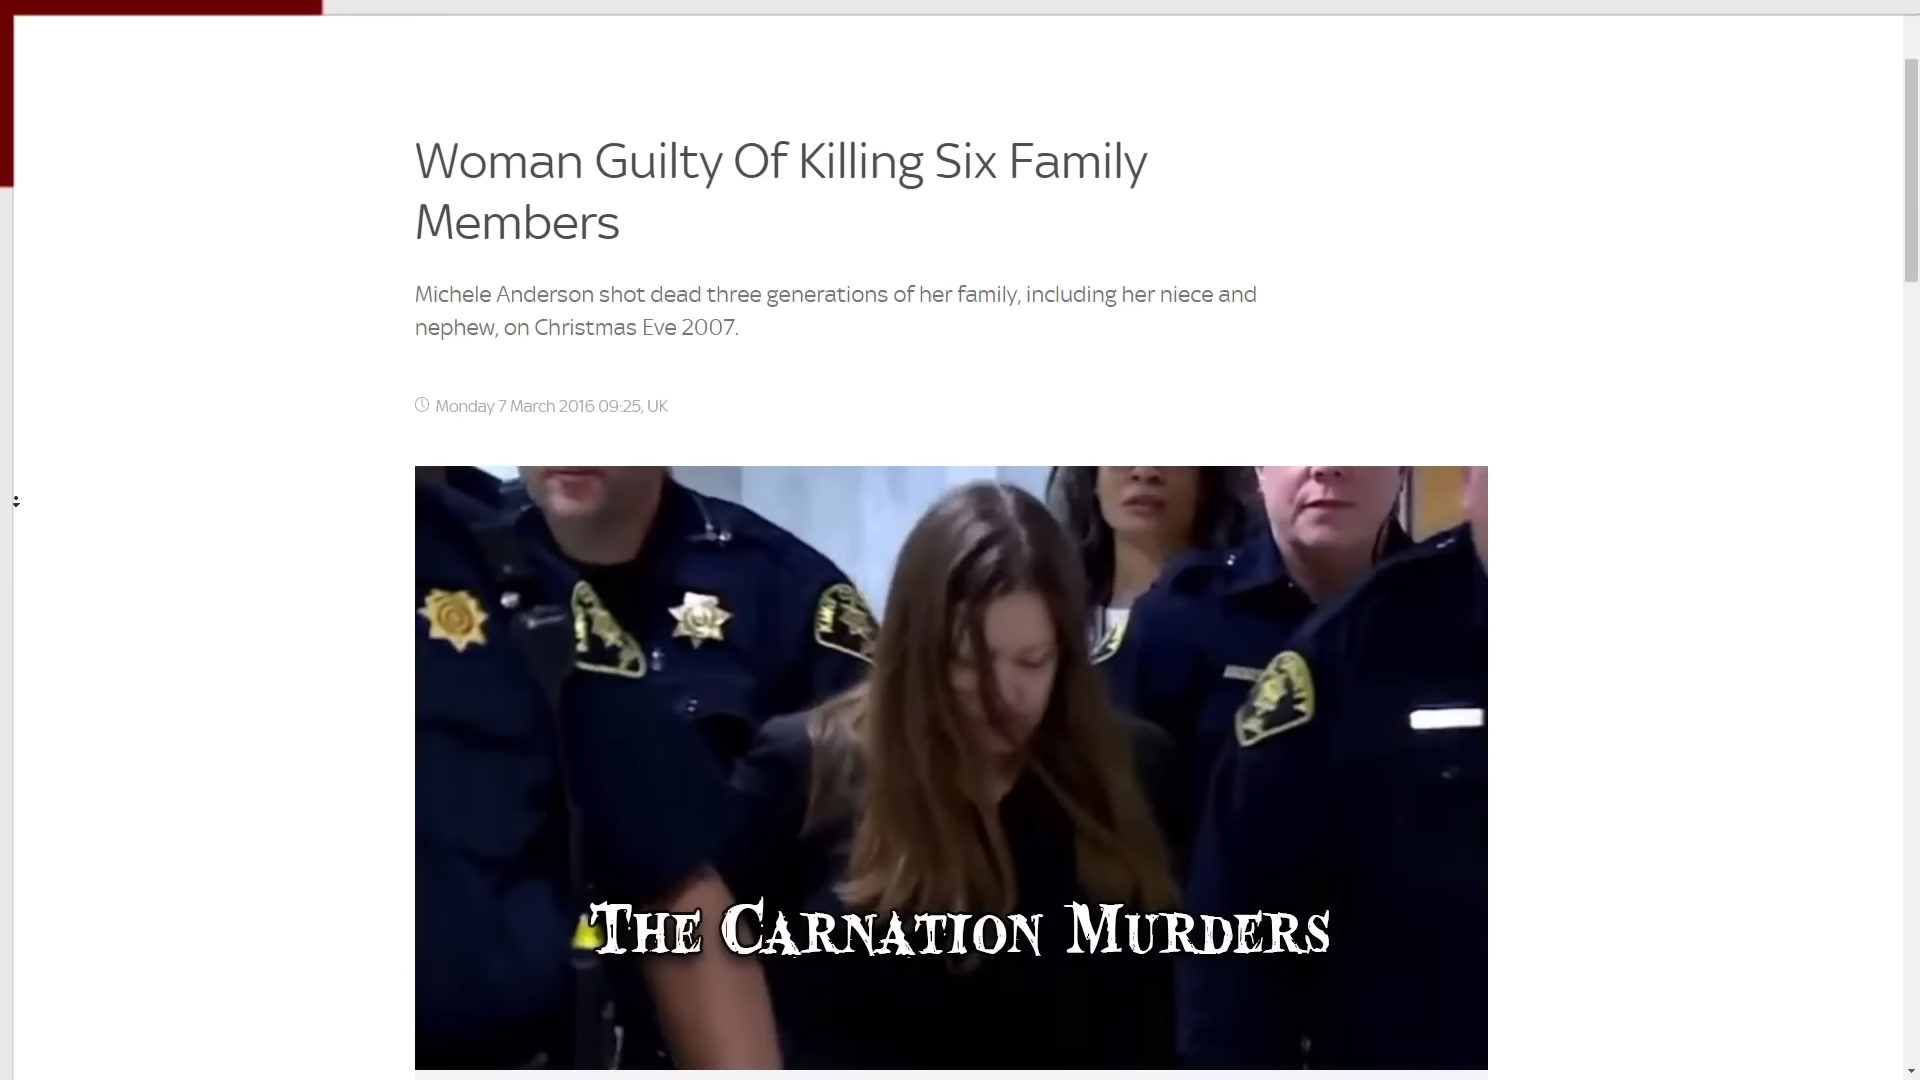 Woman Guilty Of Killing Six Family
Members
Michele Anderson shot dead three generations of her family, including her niece and
nephew, on Christmas Eve 2007.
Monday 7 March 2016 09:25, UK
The Carnation Murders